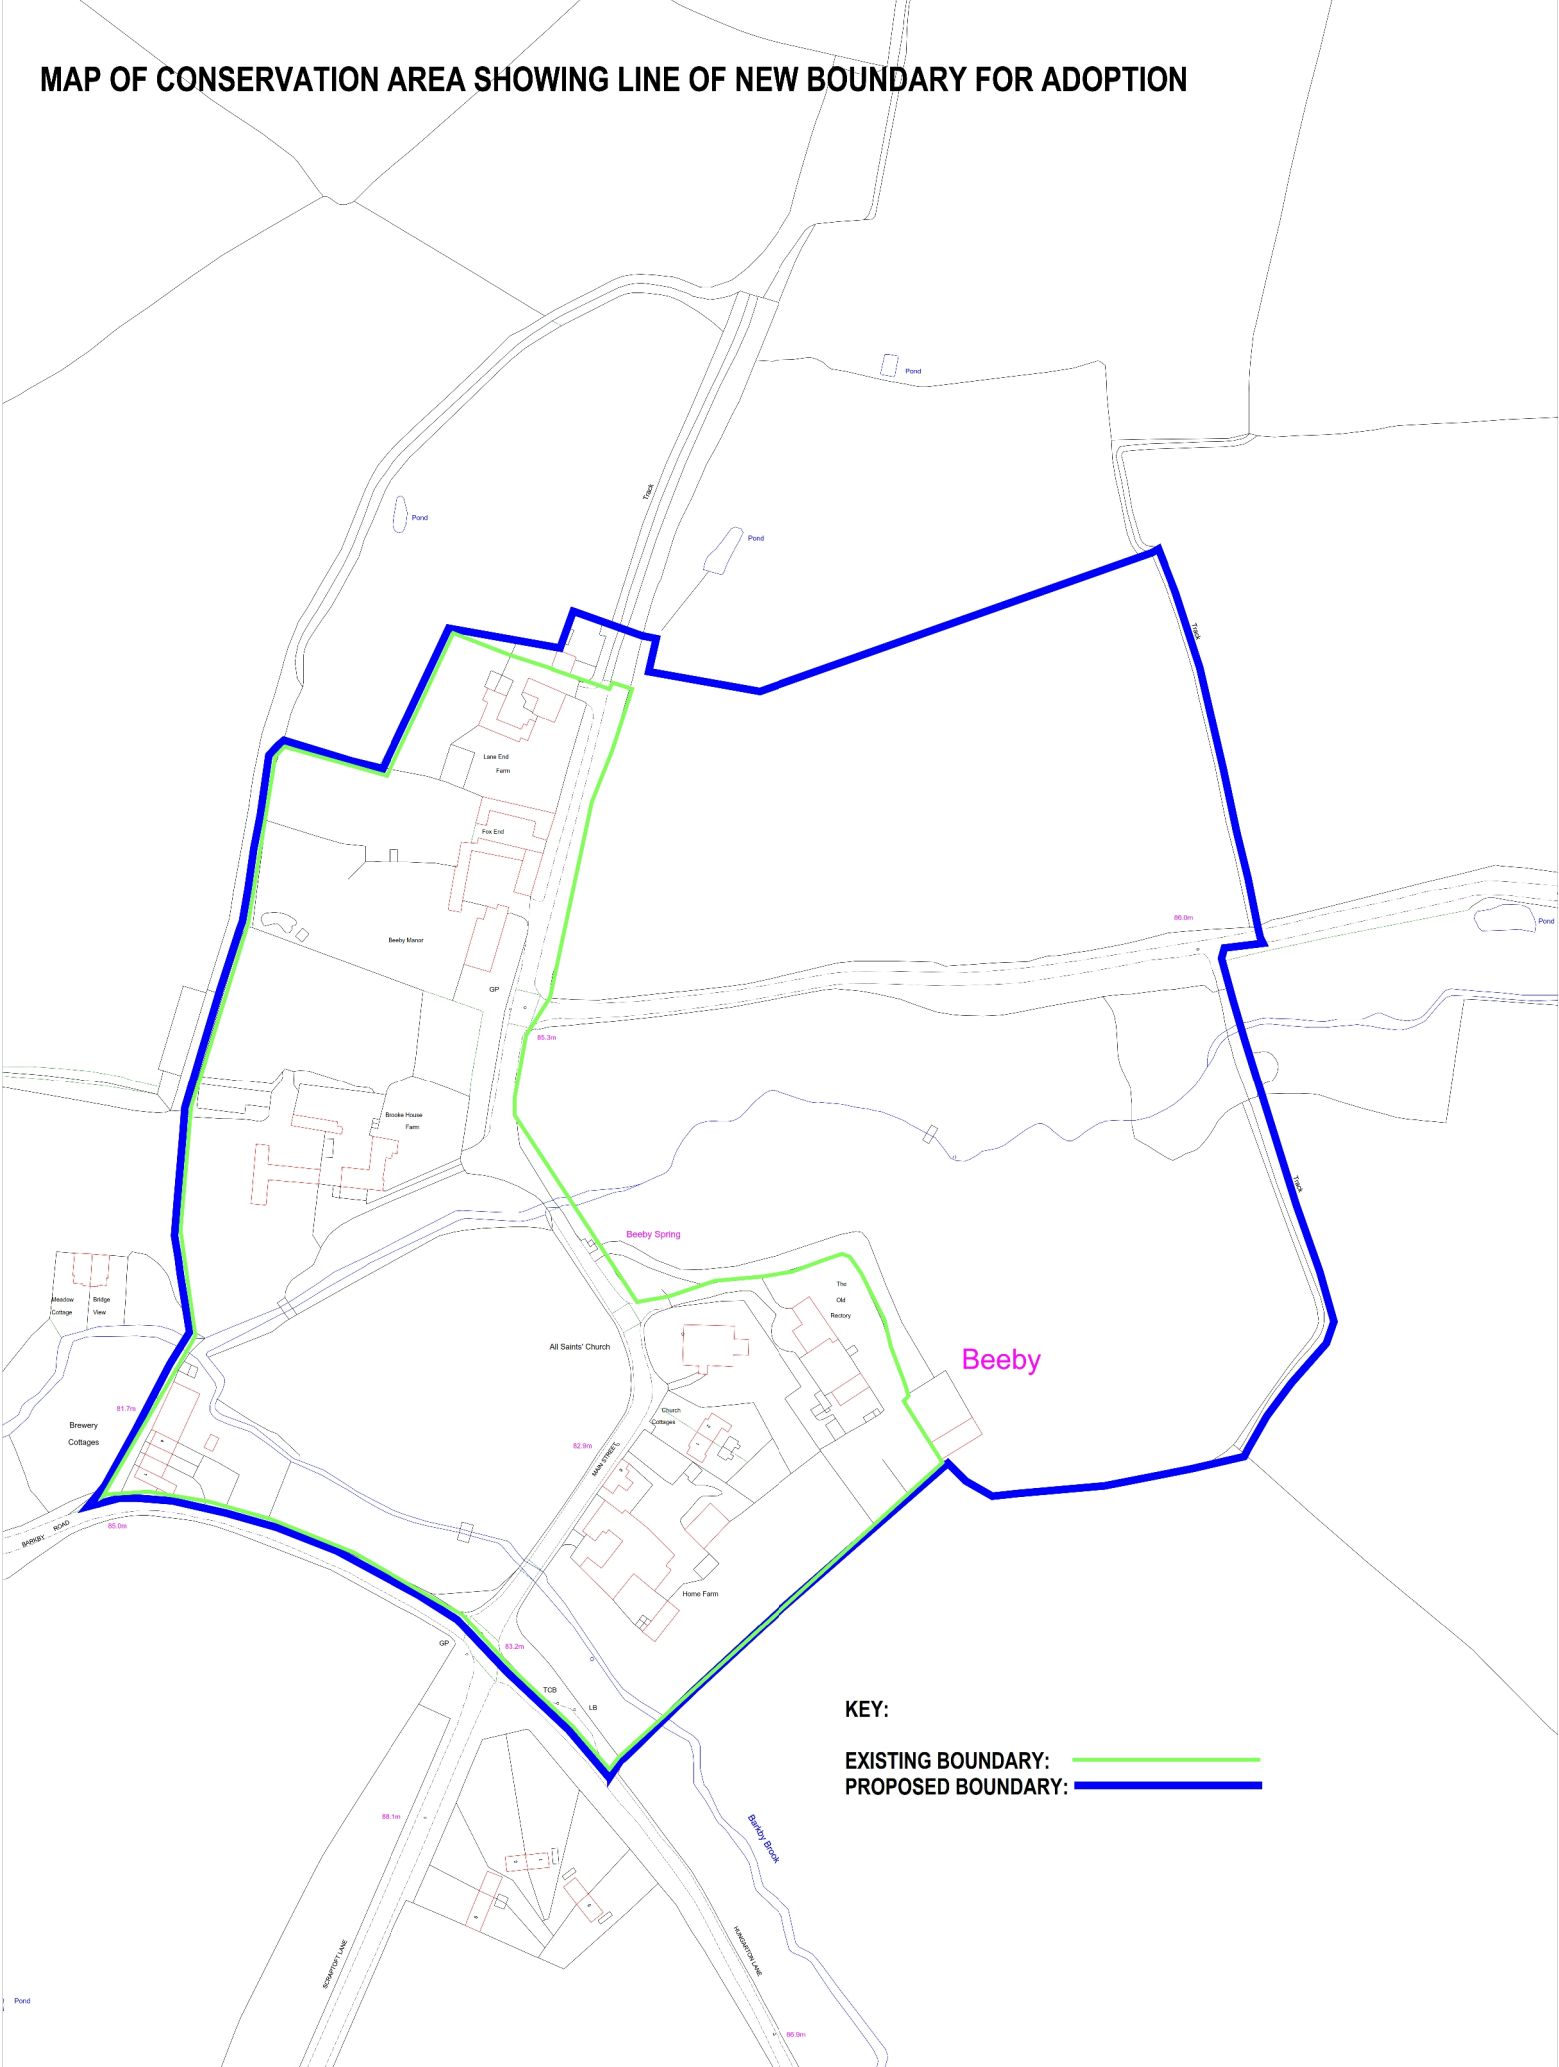 MAP OF CONSERVATION AREA SHOWING LINE OF NEW BOUNDARY FOR ADOPTION
Pond
Track
Pond
Pond
Track
Lane End
Farm
Fox End
86.0m
Pond
Beeby Manor
GP
85.3m
Brooke House
Farm
Track
Beeby Spring
The
Old
Rectory
Meadow
Cottage
Bridge
View
All Saints' Church
Beeby
81.7m
Brewery
Cottages
Church
Cottages
82.9m
MAIN STREET
BARKBY ROAD
85.0m
Home Farm
GP
83.2m
TCB
LB
KEY:
EXISTING BOUNDARY:
PROPOSED BOUNDARY:
88.1m
Barkby Brook
SCRAPTOFT LANE
HUNGARTON LANE
Pond
86.9m